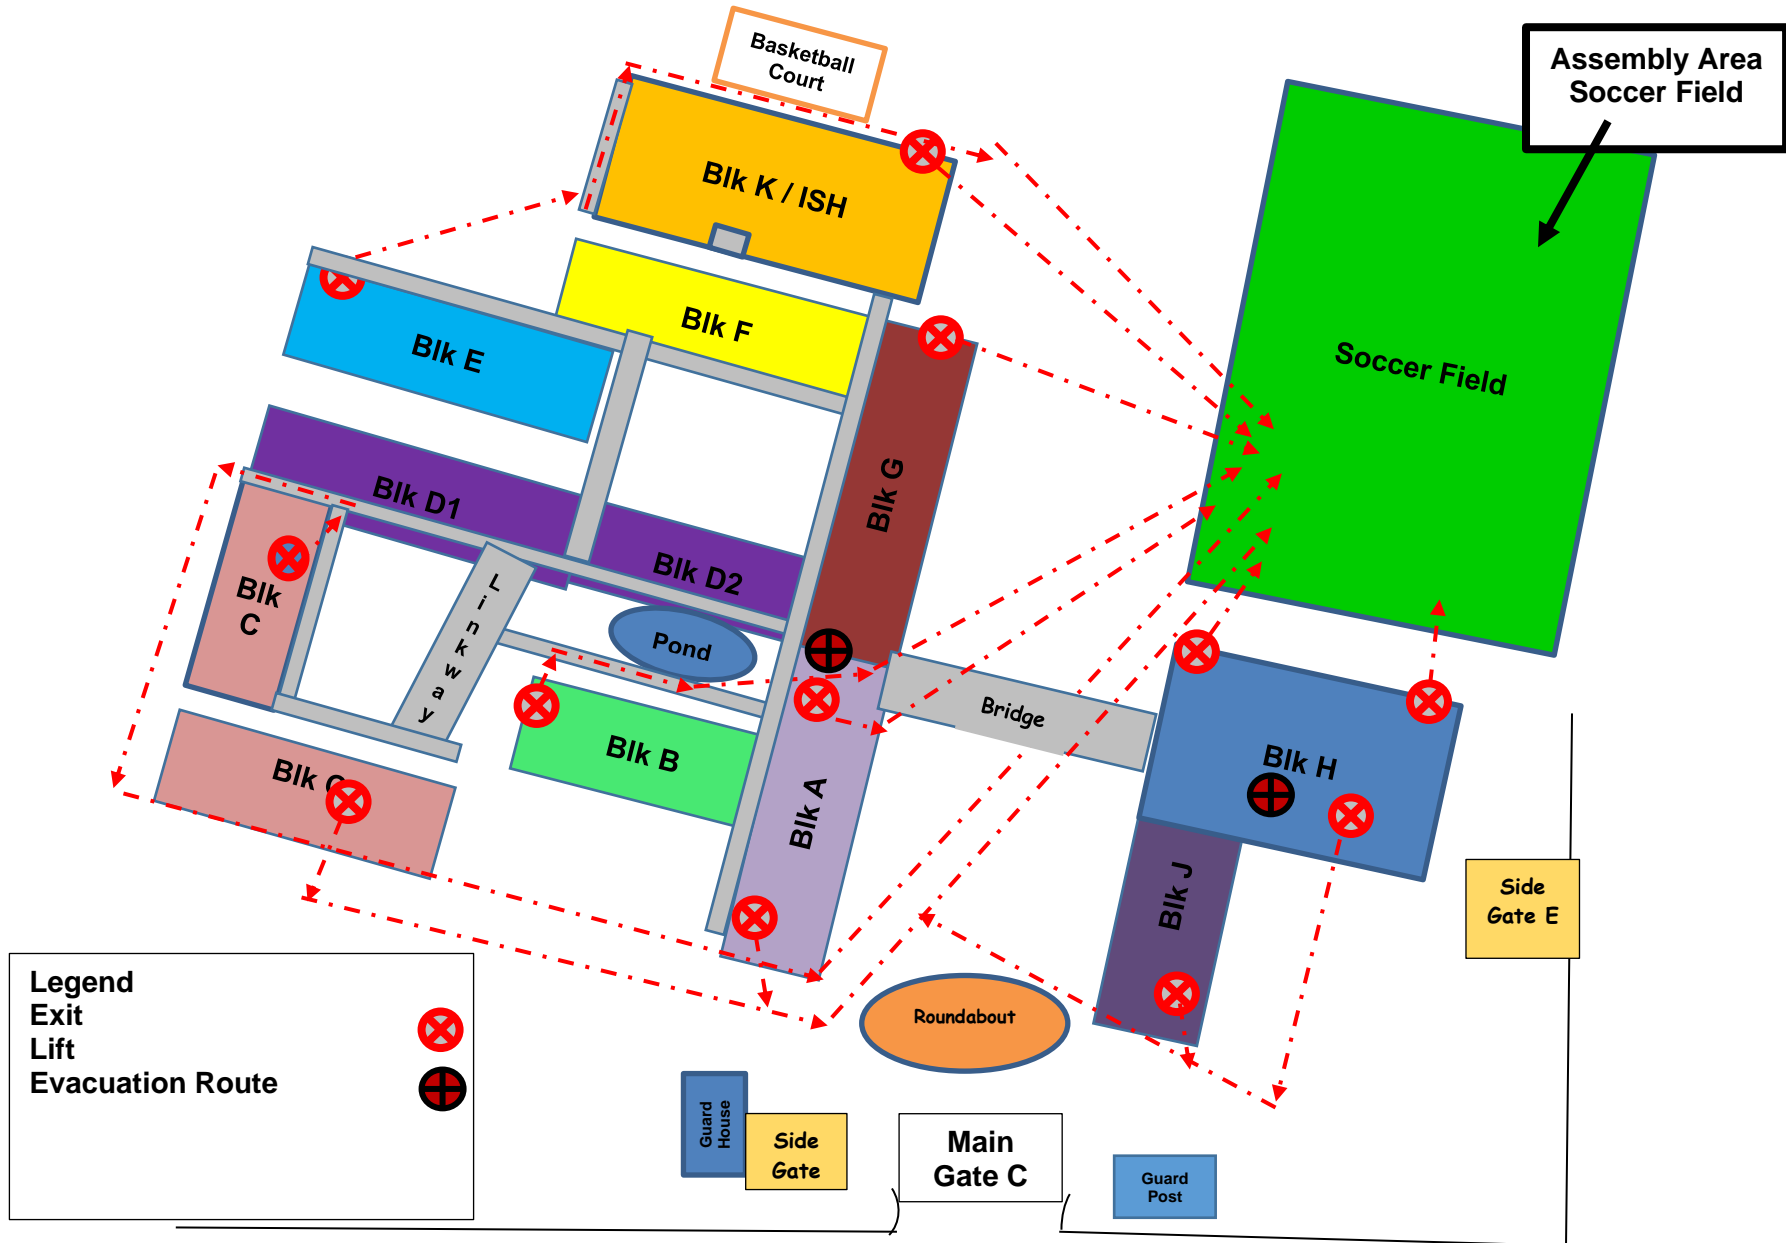 Basketball
Court
Assembly Area
Soccer Field
Blk K / ISH
Blk F
Blk E
Soccer Field
Blk G
Blk D1
Blk D2
Linkway
Blk
C
Pond
Bridge
Blk B
Blk H
Blk
Blk A
Blk J
Side
Gate E
Legend
Exit
Lift
Evacuation Route
Roundabout
Guard
House
Side
Gate
Main
Gate C
Guard
Post